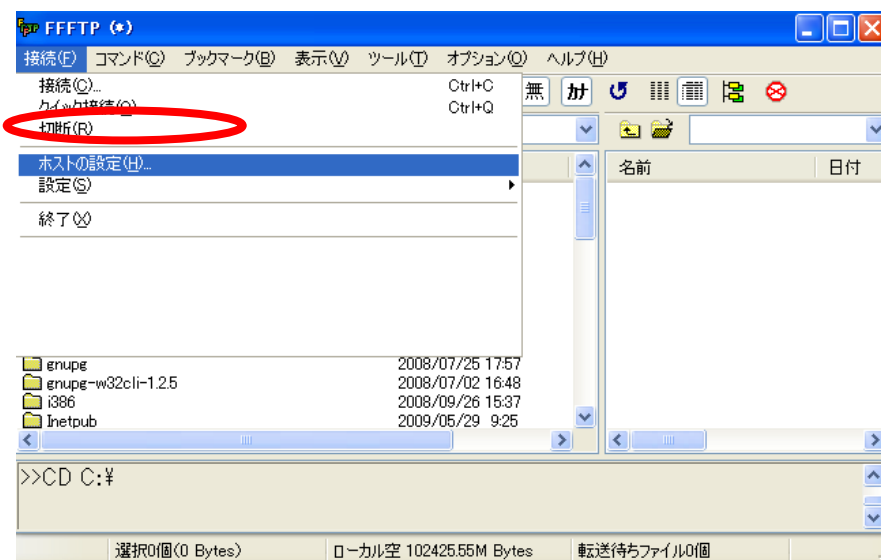 FFFTP (*)
接続(F) コマンド(C) ブックマーク(B) 表示(V) ツール(T) オプション(O) ヘルプ(H)
接続(C)... Ctrl+C
クイック接続(Q)... Ctrl+Q
切断(R)
ホストの設定(H)...
設定(S)
終了(X)
無 カナ
名前 日付
gnupg 2008/07/25 17:57
gnupg-w32cli-1.2.5 2008/07/02 16:48
i386 2008/09/26 15:37
Inetpub 2009/05/29 9:25
>>CD C:¥
選択0個(0 Bytes) ローカル空 102425.55M Bytes 転送待ちファイル0個